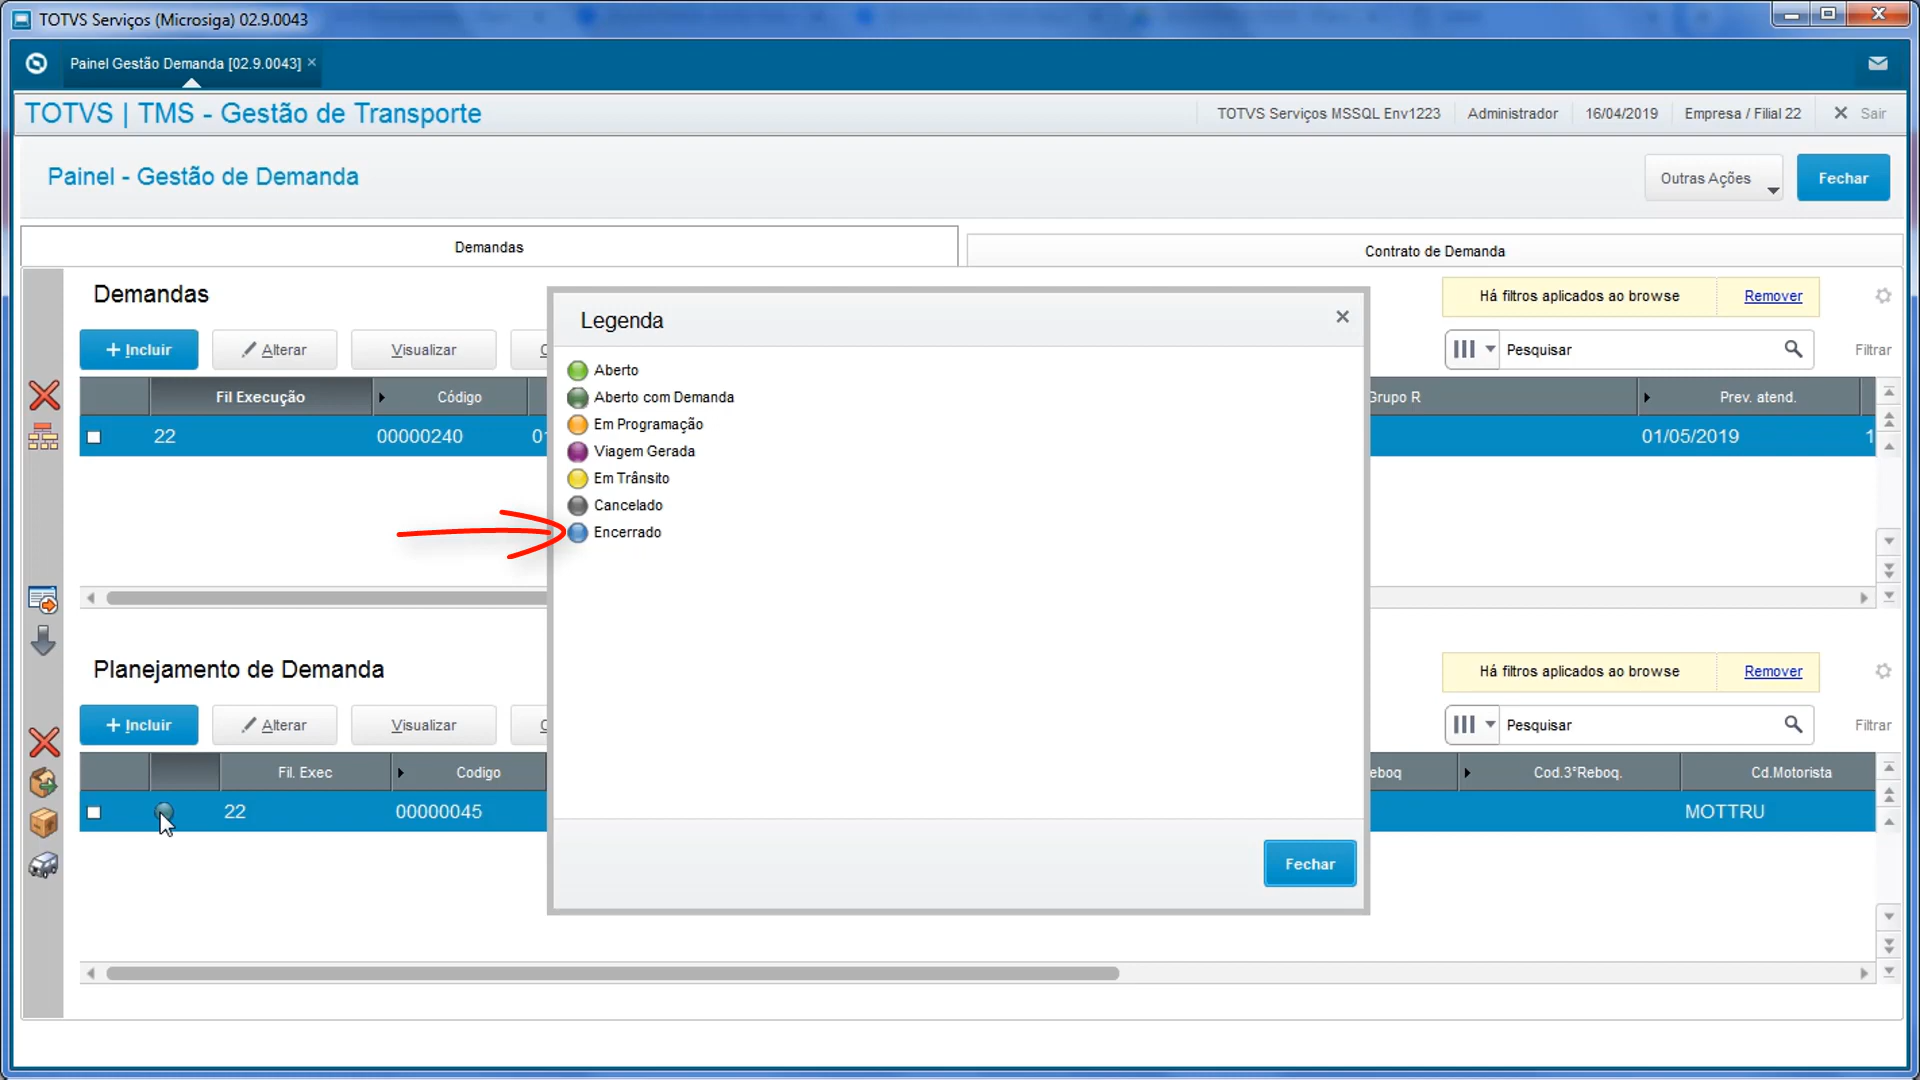 TOTVS Serviços (Microsiga) 02.9.0043
Painel Gestão Demanda [02.9.0043]
TOTVS | TMS - Gestão de Transporte
TOTVS Serviços MSSQL Env1223
Administrador
16/04/2019
Empresa / Filial 22
Sair
Painel - Gestão de Demanda
Outras Ações
Fechar
Demandas
Contrato de Demanda
Demandas
Há filtros aplicados ao browse
Remover
+ Incluir
Alterar
Visualizar
Pesquisar
Filtrar
Fil Execução
Código
Grupo R
Prev. atend.
22
00000240
01/05/2019
1
Legenda
Aberto
Aberto com Demanda
Em Programação
Viagem Gerada
Em Trânsito
Cancelado
Encerrado
Fechar
Planejamento de Demanda
Há filtros aplicados ao browse
Remover
+ Incluir
Alterar
Visualizar
Pesquisar
Filtrar
Fil. Exec
Codigo
eboq
Cod.3°Reboq.
Cd.Motorista
22
00000045
MOTTRU